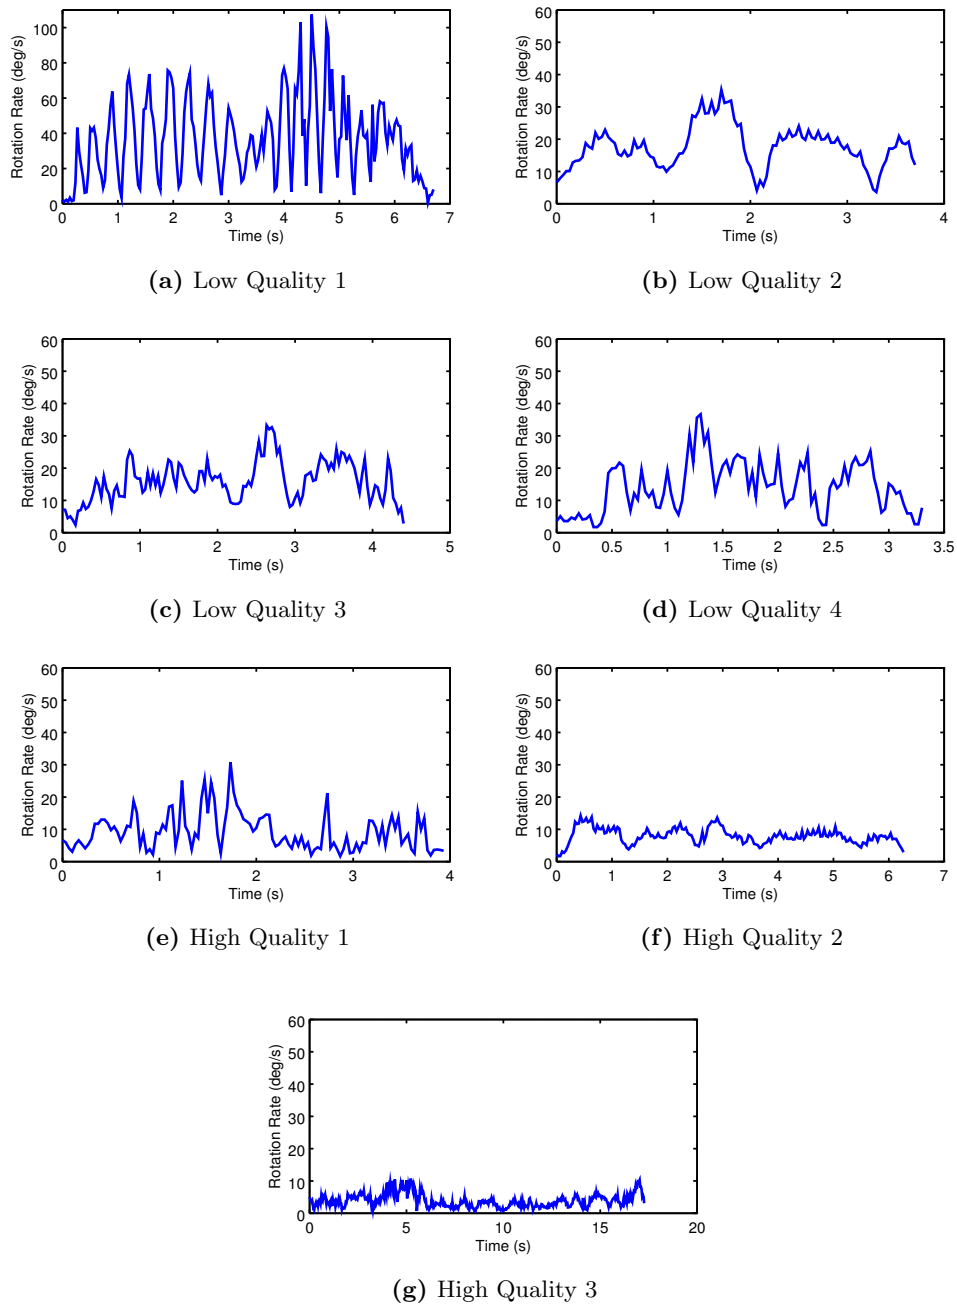 100
80
60
40
20
0
Rotation Rate (deg/s)
0 1 2 3 4 5 6 7
Time (s)
(a) Low Quality 1
60
50
40
30
20
10
0
Rotation Rate (deg/s)
0 1 2 3 4
Time (s)
(b) Low Quality 2
60
50
40
30
20
10
0
Rotation Rate (deg/s)
0 1 2 3 4 5
Time (s)
(c) Low Quality 3
60
50
40
30
20
10
0
Rotation Rate (deg/s)
0 0.5 1 1.5 2 2.5 3 3.5
Time (s)
(d) Low Quality 4
60
50
40
30
20
10
0
Rotation Rate (deg/s)
0 1 2 3 4
Time (s)
(e) High Quality 1
60
50
40
30
20
10
0
Rotation Rate (deg/s)
0 1 2 3 4 5 6 7
Time (s)
(f) High Quality 2
60
50
40
30
20
10
0
Rotation Rate (deg/s)
0 5 10 15 20
Time (s)
(g) High Quality 3